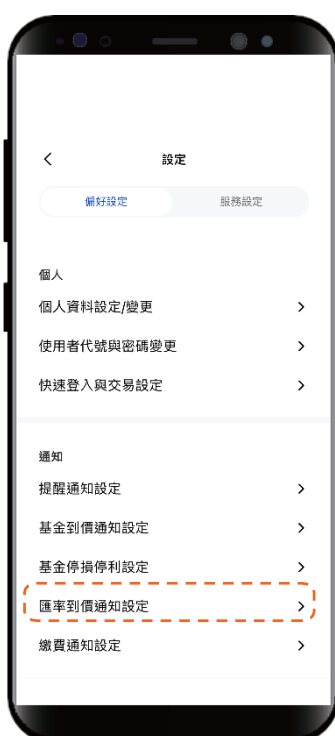 設定
偏好設定
服務設定
個人
個人資料設定/變更
使用者代號與密碼變更
快速登入與交易設定
通知
提醒通知設定
基金到價通知設定
基金停損停利設定
匯率到價通知設定
繳費通知設定